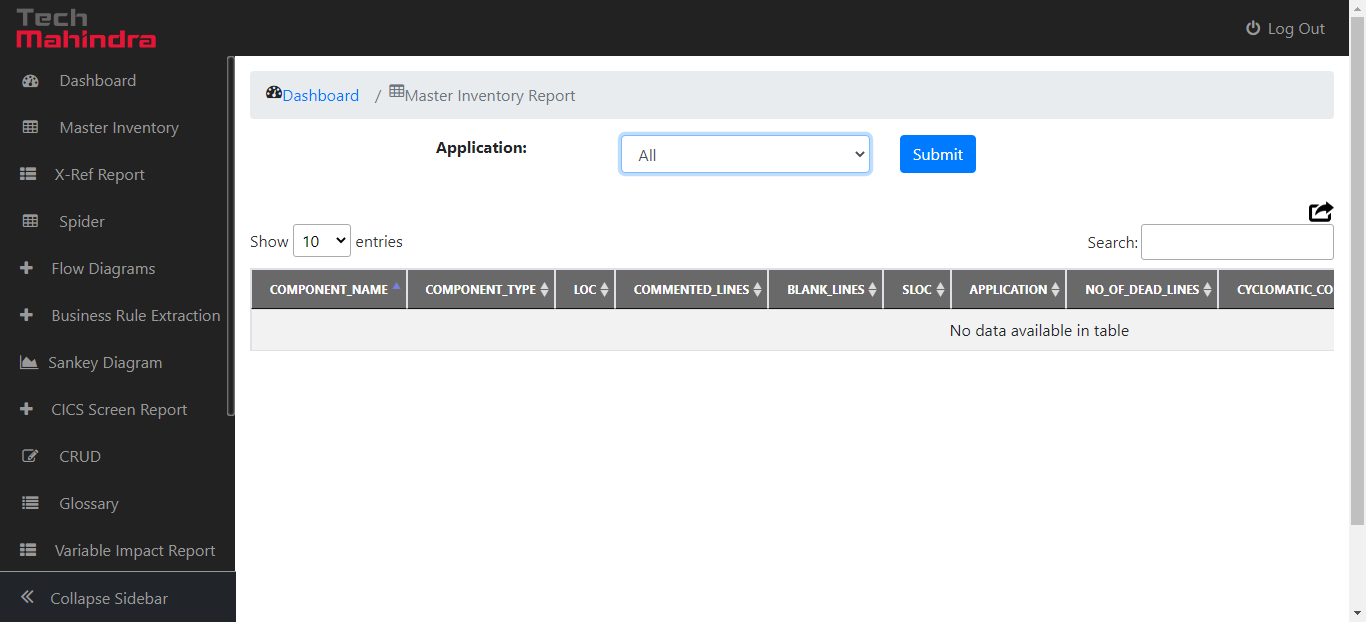 Tech
Mahindra
Log Out
Dashboard
Master Inventory
X-Ref Report
Spider
Flow Diagrams
Business Rule Extraction
Sankey Diagram
CICS Screen Report
CRUD
Glossary
Variable Impact Report
Collapse Sidebar
Dashboard / Master Inventory Report
Application: All Submit
Show 10 entries Search:
COMPONENT_NAME COMPONENT_TYPE LOC COMMENTED_LINES BLANK_LINES SLOC APPLICATION NO_OF_DEAD_LINES CYCLOMATIC_CO
No data available in table